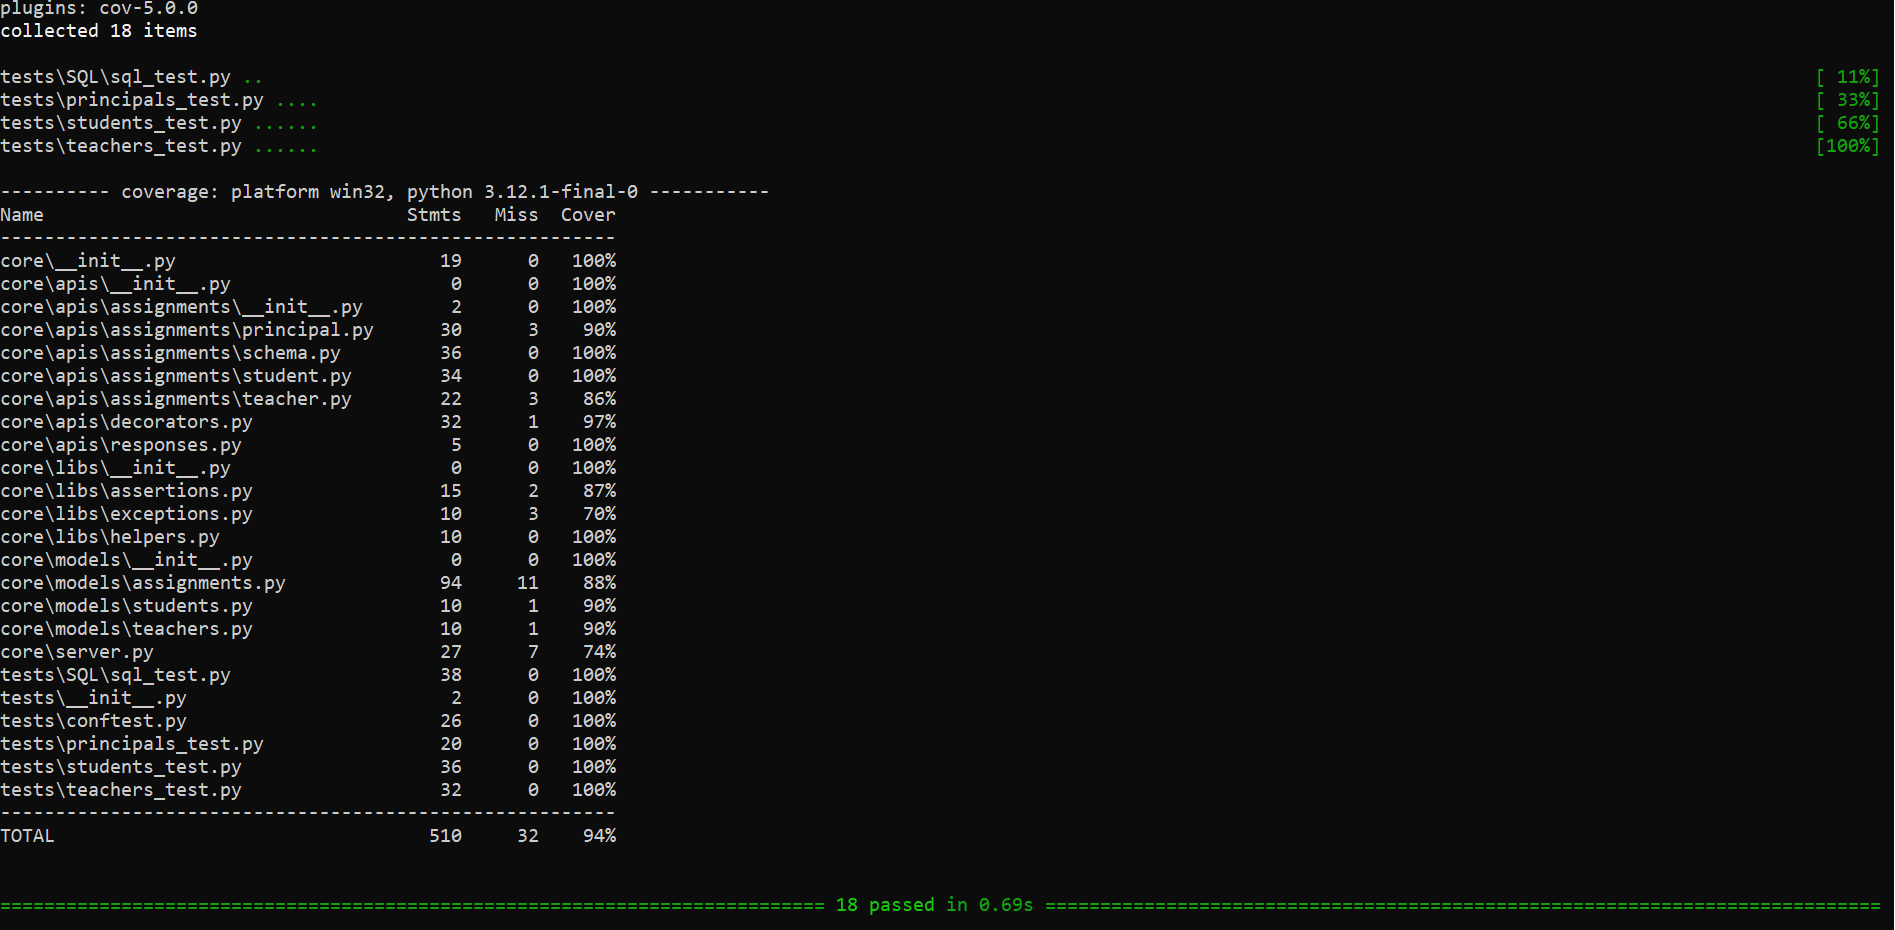 plugins: cov-5.0.0
collected 18 items
tests\SQL\sql_test.py .. [ 11%]
tests\principals_test.py .... [ 33%]
tests\students_test.py ...... [ 66%]
tests\teachers_test.py ...... [100%]
---------- coverage: platform win32, python 3.12.1-final-0 -----------
Name Stmts Miss Cover
--------------------------------------------------------
core\__init__.py 19 0 100%
core\apis\__init__.py 0 0 100%
core\apis\assignments\__init__.py 2 0 100%
core\apis\assignments\principal.py 30 3 90%
core\apis\assignments\schema.py 36 0 100%
core\apis\assignments\student.py 34 0 100%
core\apis\assignments\teacher.py 22 3 86%
core\apis\decorators.py 32 1 97%
core\apis\responses.py 5 0 100%
core\libs\__init__.py 0 0 100%
core\libs\assertions.py 15 2 87%
core\libs\exceptions.py 10 3 70%
core\libs\helpers.py 10 0 100%
core\models\__init__.py 0 0 100%
core\models\assignments.py 94 11 88%
core\models\students.py 10 1 90%
core\models\teachers.py 10 1 90%
core\server.py 27 7 74%
tests\SQL\sql_test.py 38 0 100%
tests\__init__.py 2 0 100%
tests\conftest.py 26 0 100%
tests\principals_test.py 20 0 100%
tests\students_test.py 36 0 100%
tests\teachers_test.py 32 0 100%
--------------------------------------------------------
TOTAL 510 32 94%
=========================================================================== 18 passed in 0.69s ============================================================================